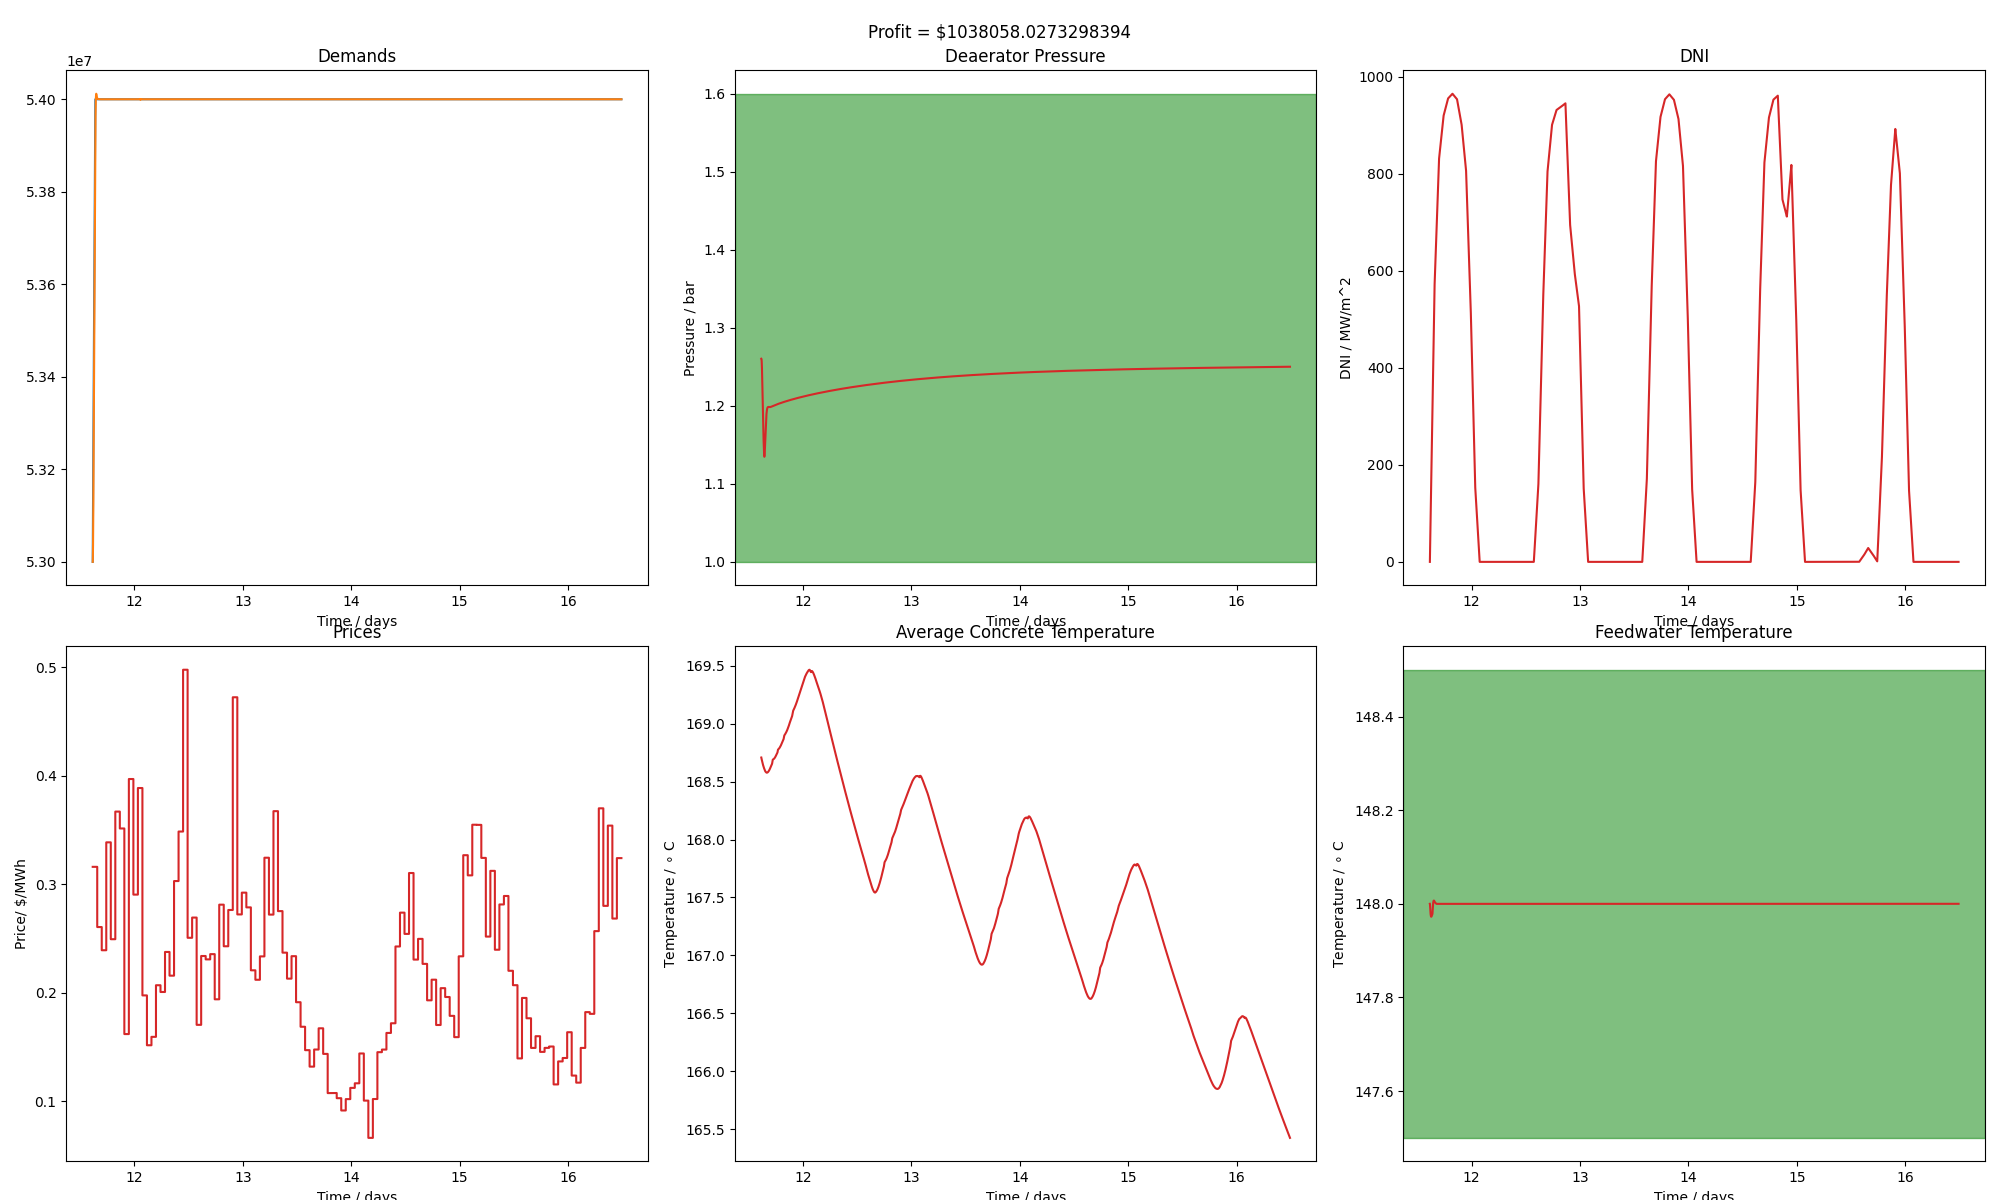 Profit = $1038058.0273298394
Demands
1e7
5.40
5.38
5.36
5.34
5.32
5.30
12 13 14 15 16
Time / days
Deaerator Pressure
Pressure / bar
1.6
1.5
1.4
1.3
1.2
1.1
1.0
12 13 14 15 16
Time / days
DNI
DNI / MW/m^2
1000
800
600
400
200
0
12 13 14 15 16
Time / days
Prices
Price/ $/MWh
0.5
0.4
0.3
0.2
0.1
12 13 14 15 16
Time / days
Average Concrete Temperature
Temperature / ∘ C
169.5
169.0
168.5
168.0
167.5
167.0
166.5
166.0
165.5
12 13 14 15 16
Time / days
Feedwater Temperature
Temperature / ∘ C
148.4
148.2
148.0
147.8
147.6
12 13 14 15 16
Time / days